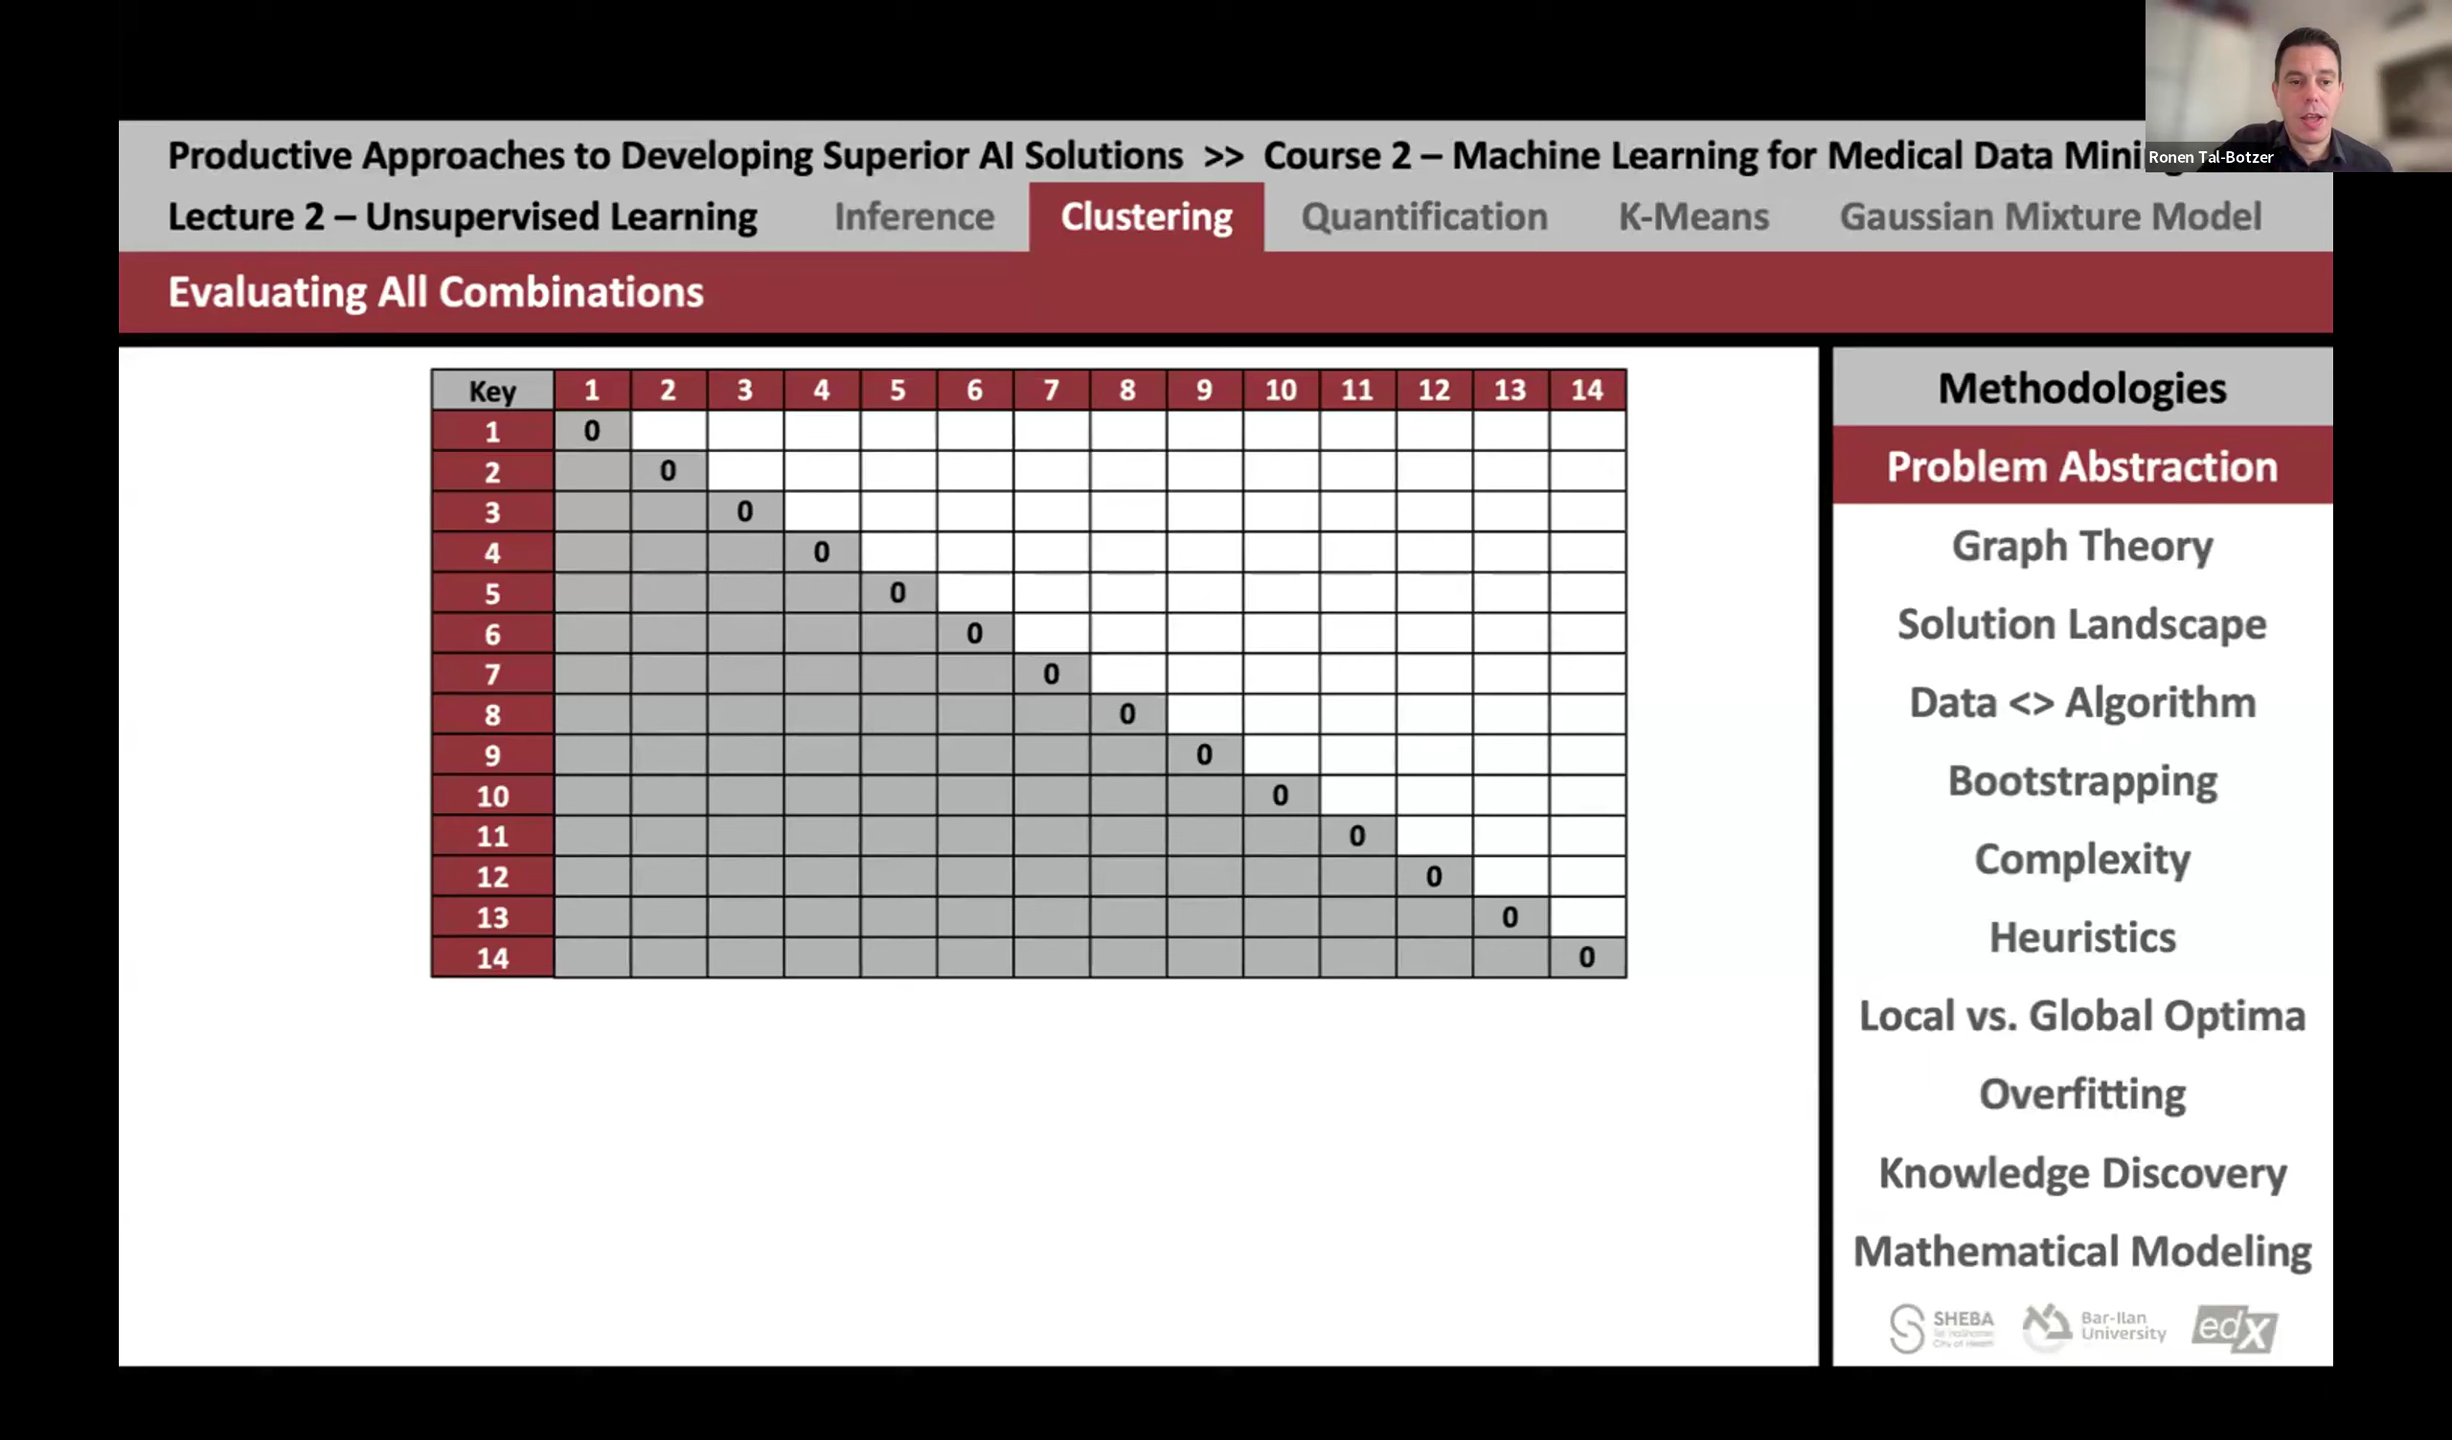 Productive Approaches to Developing Superior AI Solutions >> Course 2 – Machine Learning for Medical Data
Ronen Tal-Botzer
Lecture 2 – Unsupervised Learning Inference Clustering Quantification K-Means Gaussian Mixture Model
Evaluating All Combinations
Key 1 2 3 4 5 6 7 8 9 10 11 12 13 14
1 0
2 0
3 0
4 0
5 0
6 0
7 0
8 0
9 0
10 0
11 0
12 0
13 0
14 0
Methodologies
Problem Abstraction
Graph Theory
Solution Landscape
Data <> Algorithm
Bootstrapping
Complexity
Heuristics
Local vs. Global Optima
Overfitting
Knowledge Discovery
Mathematical Modeling
SHEBA
Bar-Ilan
University
edX